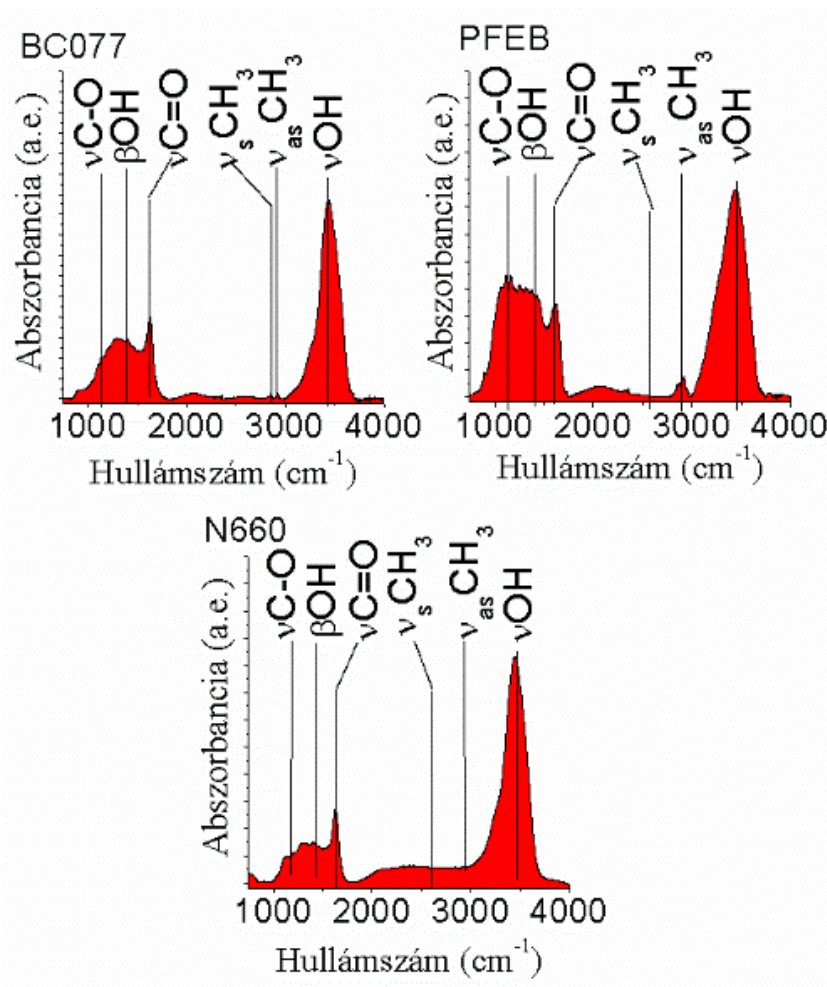 BC077
νC-O βOH νC=O νsCH3 νasCH3 νOH
Abszorbancia (a.e.)
1000 2000 3000 4000
Hullámszám (cm-1)
PFEB
νC-O βOH νC=O νsCH3 νasCH3 νOH
Abszorbancia (a.e.)
1000 2000 3000 4000
Hullámszám (cm-1)
N660
νC-O βOH νC=O νsCH3 νasCH3 νOH
Abszorbancia (a.e.)
1000 2000 3000 4000
Hullámszám (cm-1)